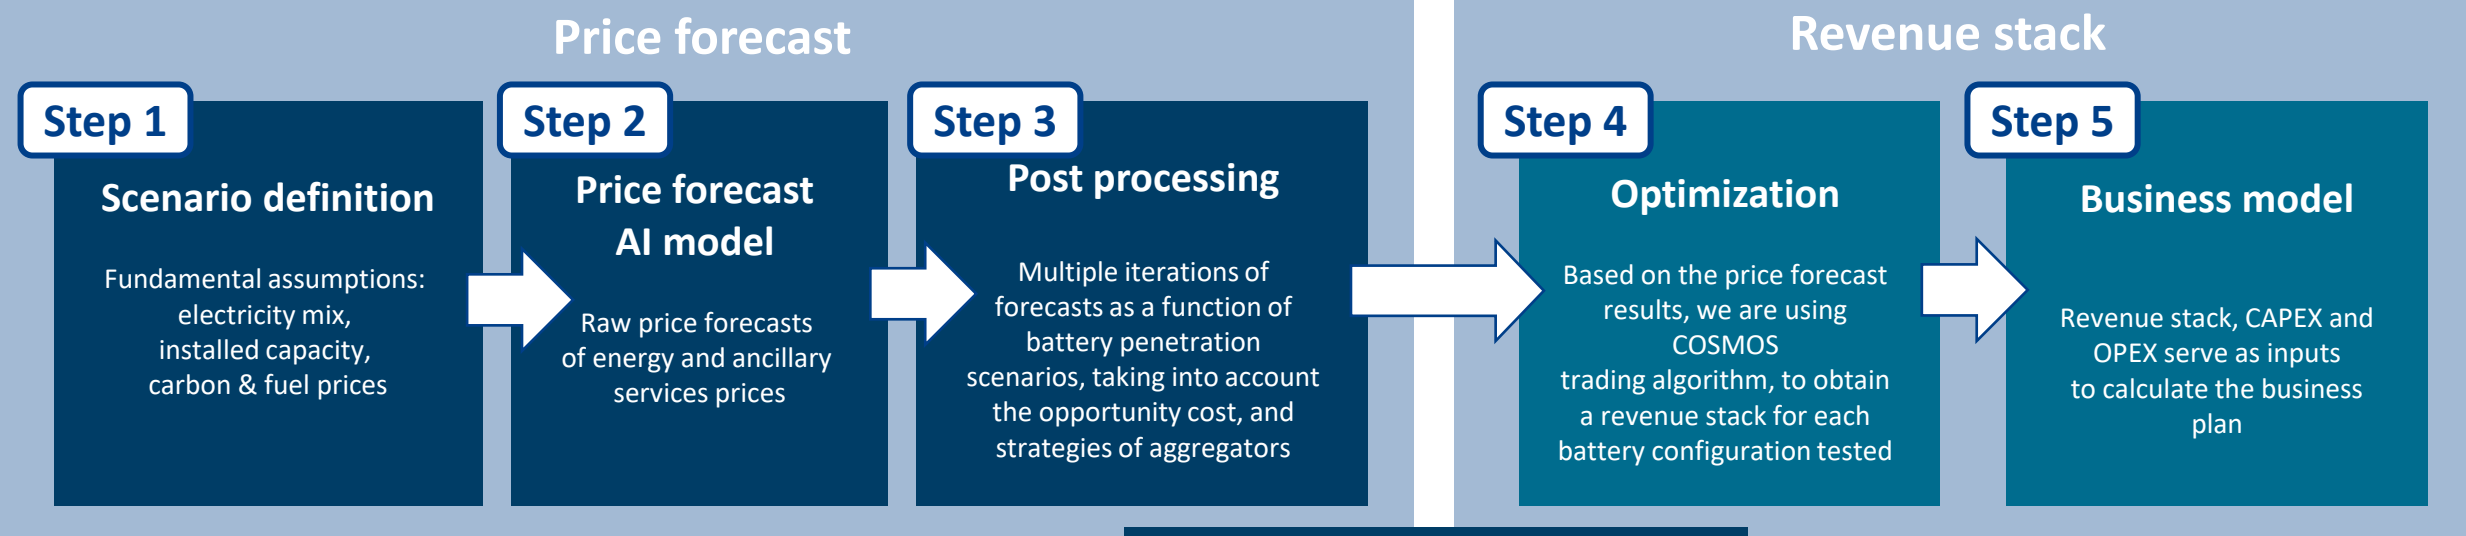 Price forecast
Step 1
Scenario definition
Fundamental assumptions:
electricity mix,
installed capacity,
carbon & fuel prices
Step 2
Price forecast
AI model
Raw price forecasts
of energy and ancillary
services prices
Step 3
Post processing
Multiple iterations of
forecasts as a function of
battery penetration
scenarios, taking into account
the opportunity cost, and
strategies of aggregators
Revenue stack
Step 4
Optimization
Based on the price forecast
results, we are using
COSMOS
trading algorithm, to obtain
a revenue stack for each
battery configuration tested
Step 5
Business model
Revenue stack, CAPEX and
OPEX serve as inputs
to calculate the business
plan